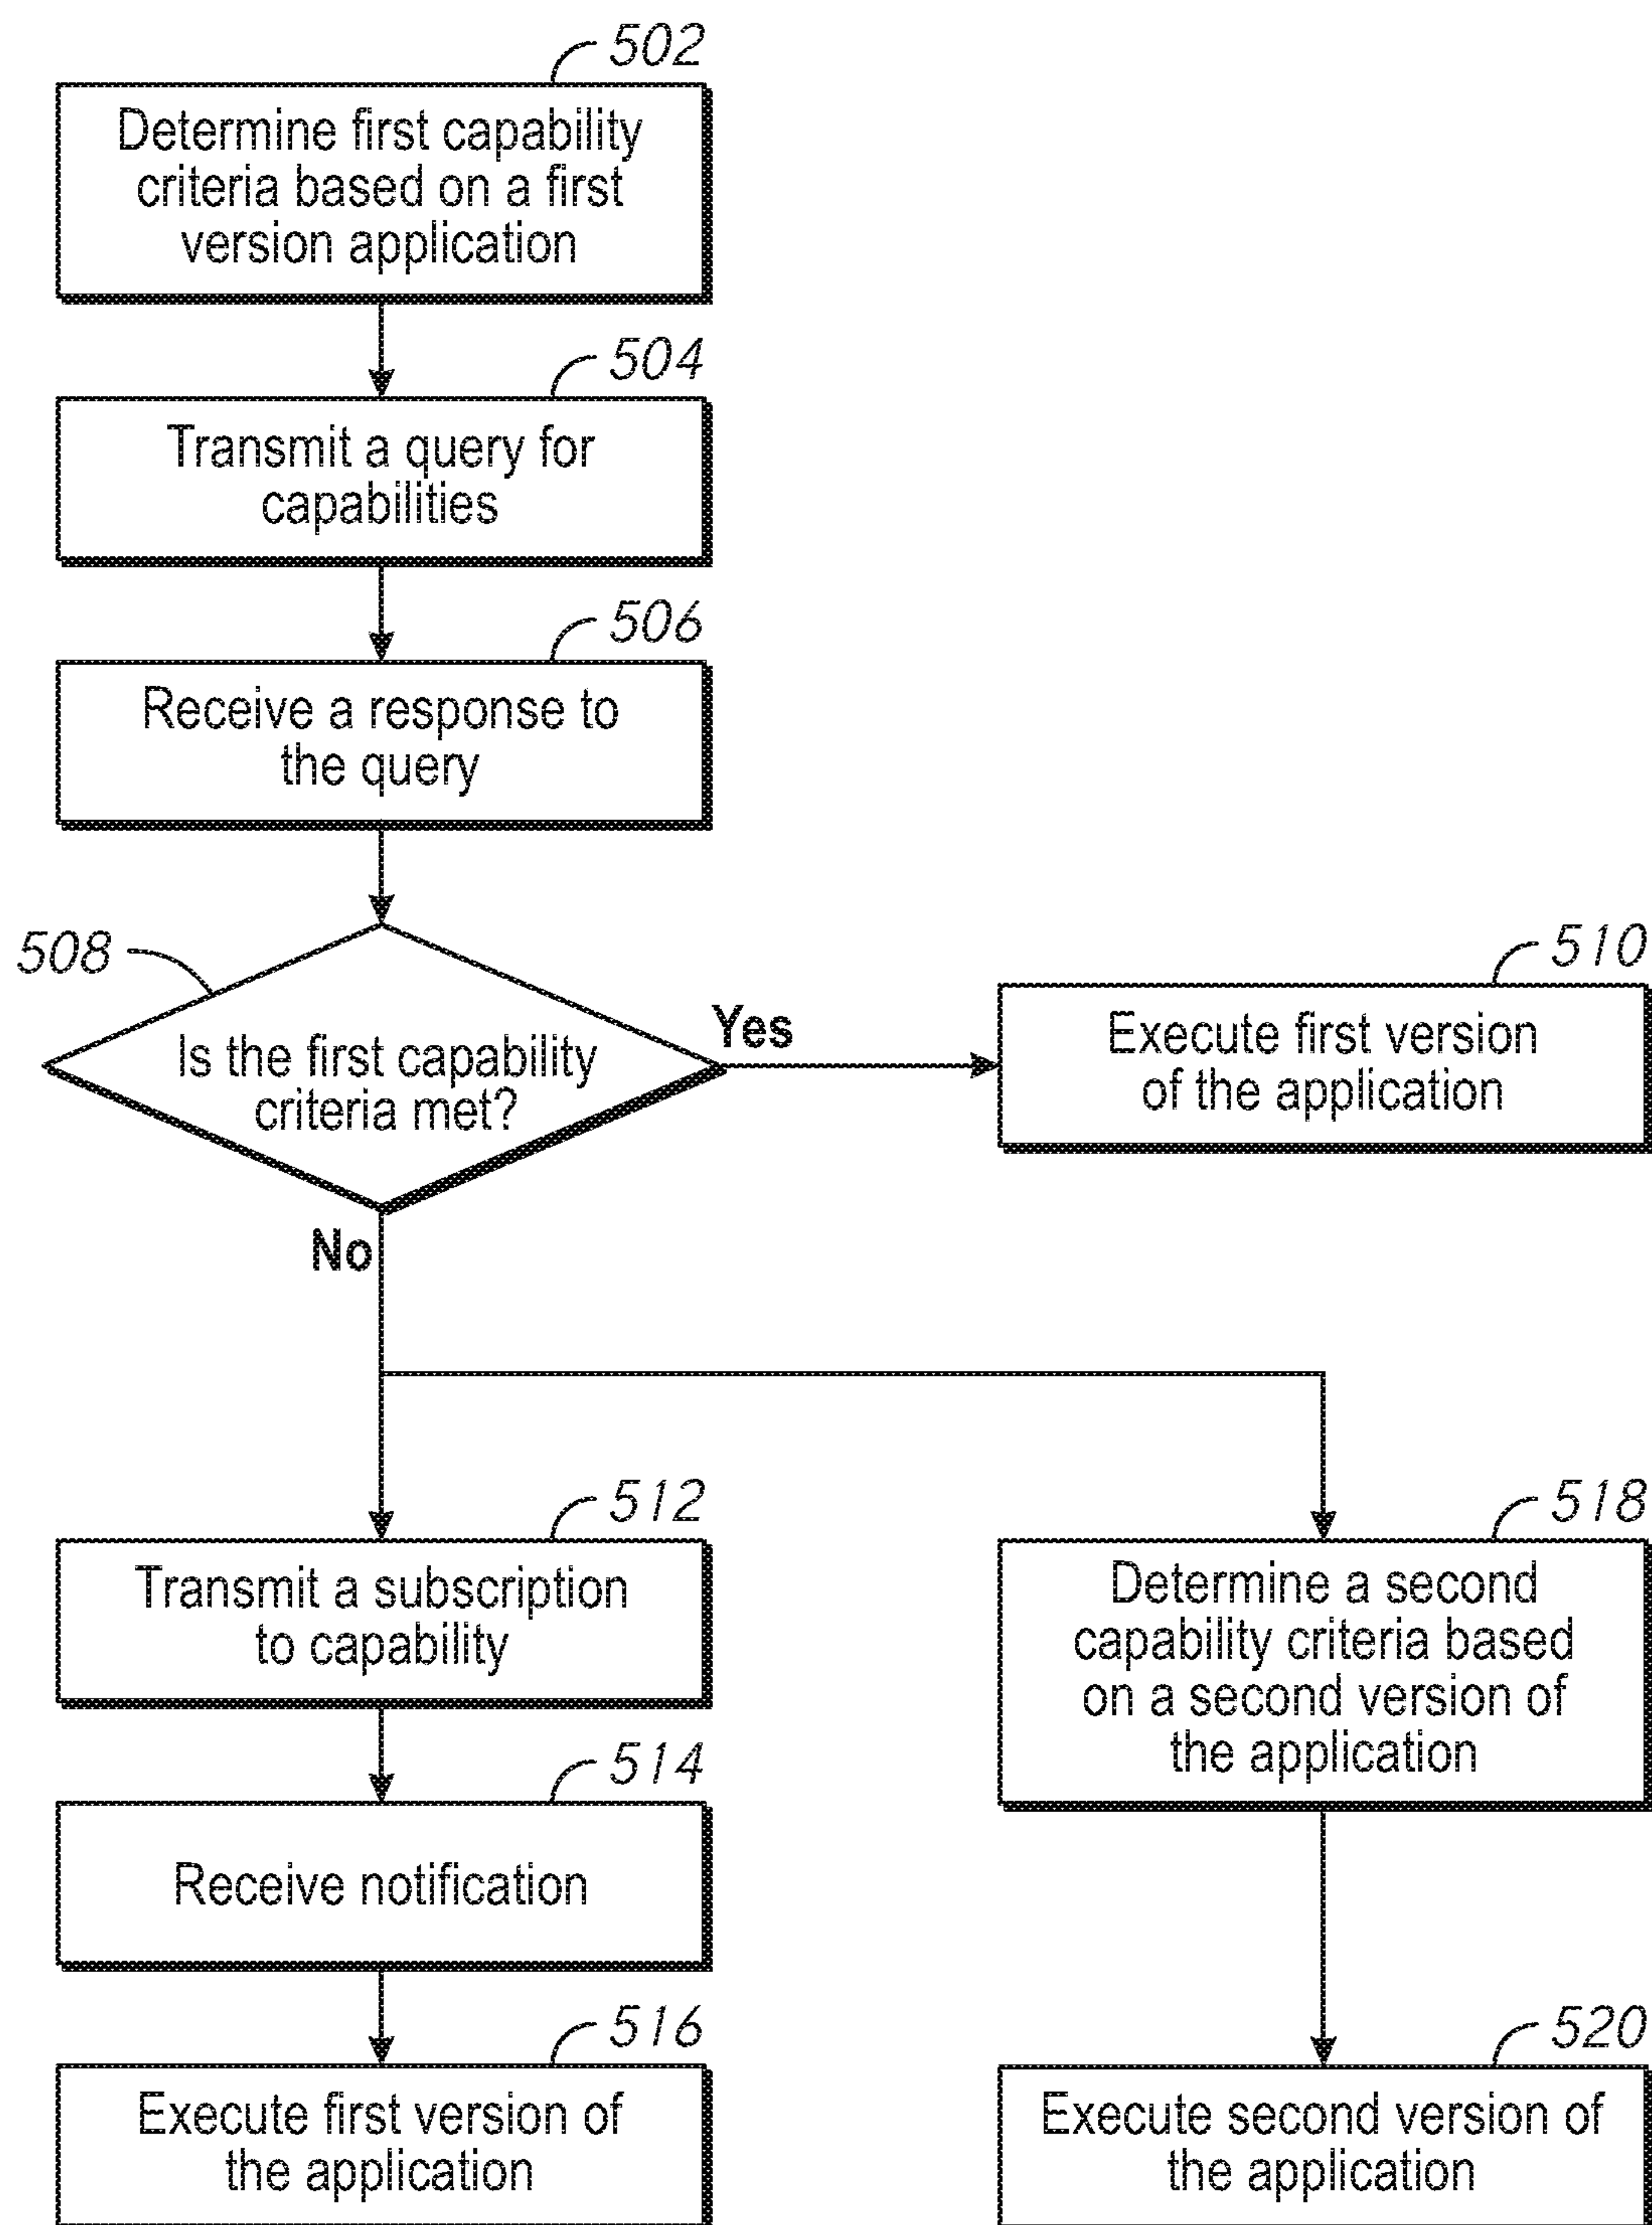 502
Determine first capability
criteria based on a first
version application
504
Transmit a query for
capabilities
506
Receive a response to
the query
508
Is the first capability
criteria met?
Yes
510
Execute first version
of the application
No
512
Transmit a subscription
to capability
514
Receive notification
516
Execute first version of
the application
518
Determine a second
capability criteria based
on a second version of
the application
520
Execute second version of
the application